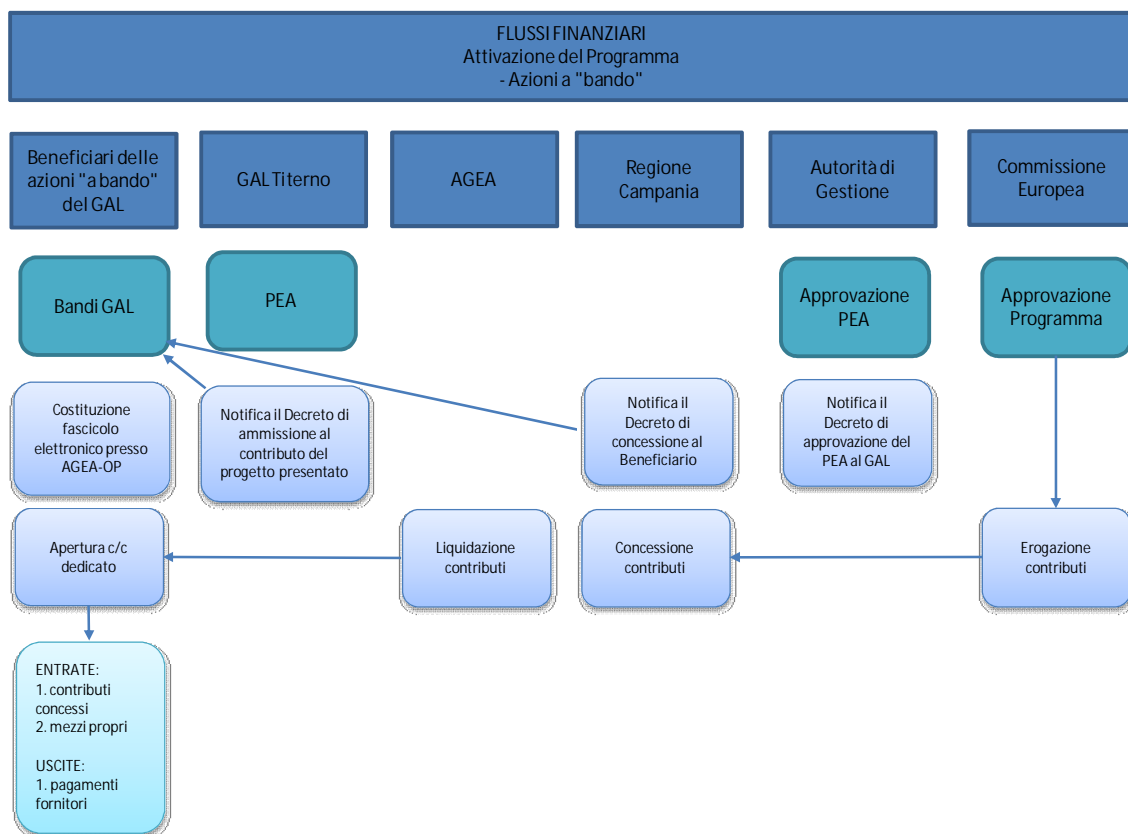 FLUSSI FINANZIARI
Attivazione del Programma
- Azioni a "bando"
Beneficiari delle
azioni "a bando"
del GAL
GAL Titerno
AGEA
Regione
Campania
Autorità di
Gestione
Commissione
Europea
Bandi GAL
PEA
Approvazione
PEA
Approvazione
Programma
Costituzione
fascicolo
elettronico presso
AGEA-OP
Notifica il Decreto di
ammissione al
contributo del
progetto presentato
Notifica il
Decreto di
concessione al
Beneficiario
Notifica il
Decreto di
approvazione del
PEA al GAL
Apertura c/c
dedicato
Liquidazione
contributi
Concessione
contributi
Erogazione
contributi
ENTRATE:
1. contributi
concessi
2. mezzi propri
USCITE:
1. pagamenti
fornitori